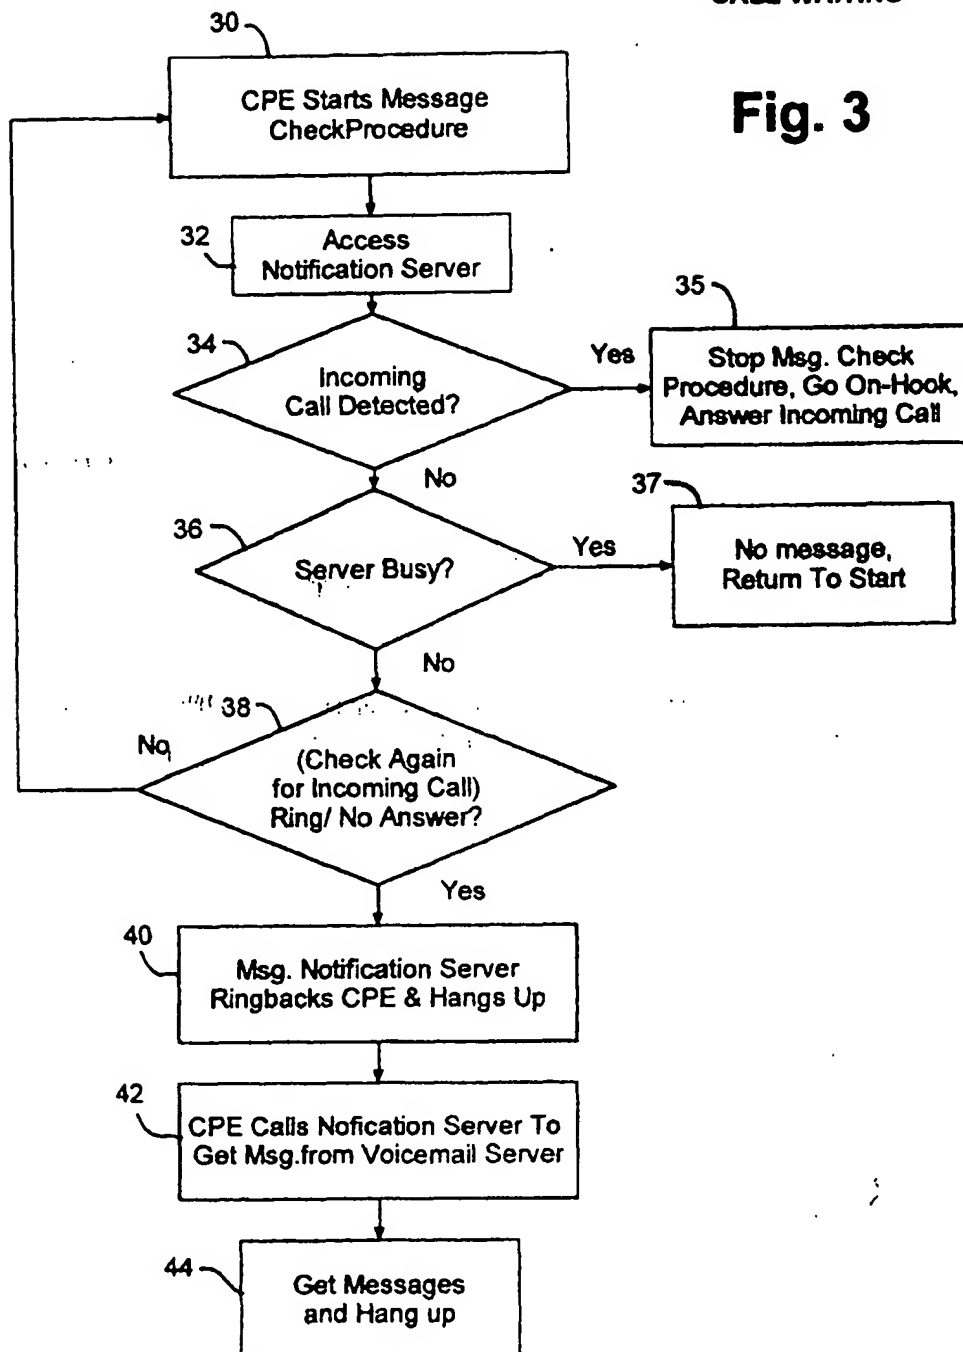 30
CPE Starts Message
CheckProcedure
Fig. 3
32
Access
Notification Server
34
Incoming
Call Detected?
Yes
35
Stop Msg. Check
Procedure, Go On-Hook,
Answer Incoming Call
No
36
Server Busy?
Yes
37
No message,
Return To Start
No
38
No
(Check Again
for Incoming Call)
Ring/ No Answer?
Yes
40
Msg. Notification Server
Ringbacks CPE & Hangs Up
42
CPE Calls Nofication Server To
Get Msg.from Voicemail Server
44
Get Messages
and Hang up